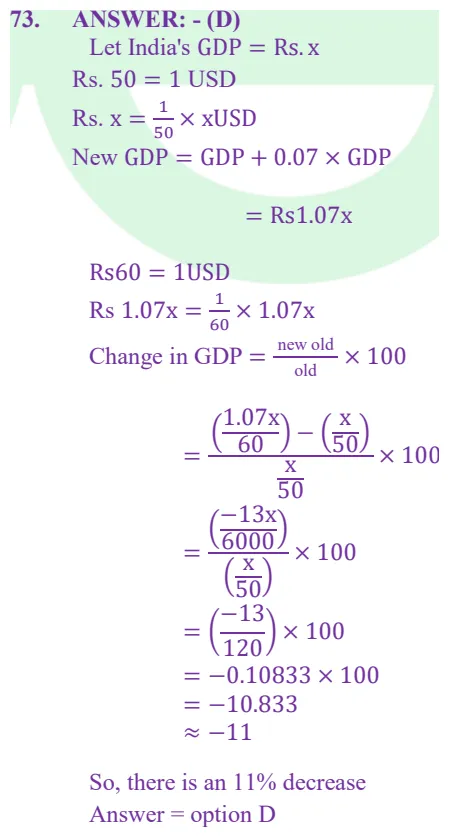 73. ANSWER: - (D)
Let India's GDP = Rs. x
Rs. 50 = 1 USD
Rs. x = 1/50 × xUSD
New GDP = GDP + 0.07 × GDP
= Rs1.07x
Rs60 = 1USD
Rs 1.07x = 1/60 × 1.07x
Change in GDP = new old/old × 100
= ((1.07x/60) − (x/50))/(x/50) × 100
= (−13x/6000)/(x/50) × 100
= (−13/120) × 100
= −0.10833 × 100
= −10.833
≈ −11
So, there is an 11% decrease
Answer = option D